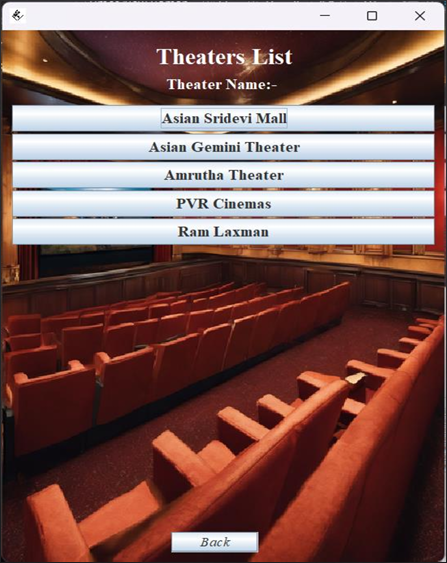 Theaters List
Theater Name:-
Asian Sridevi Mall
Asian Gemini Theater
Amrutha Theater
PVR Cinemas
Ram Laxman
Back